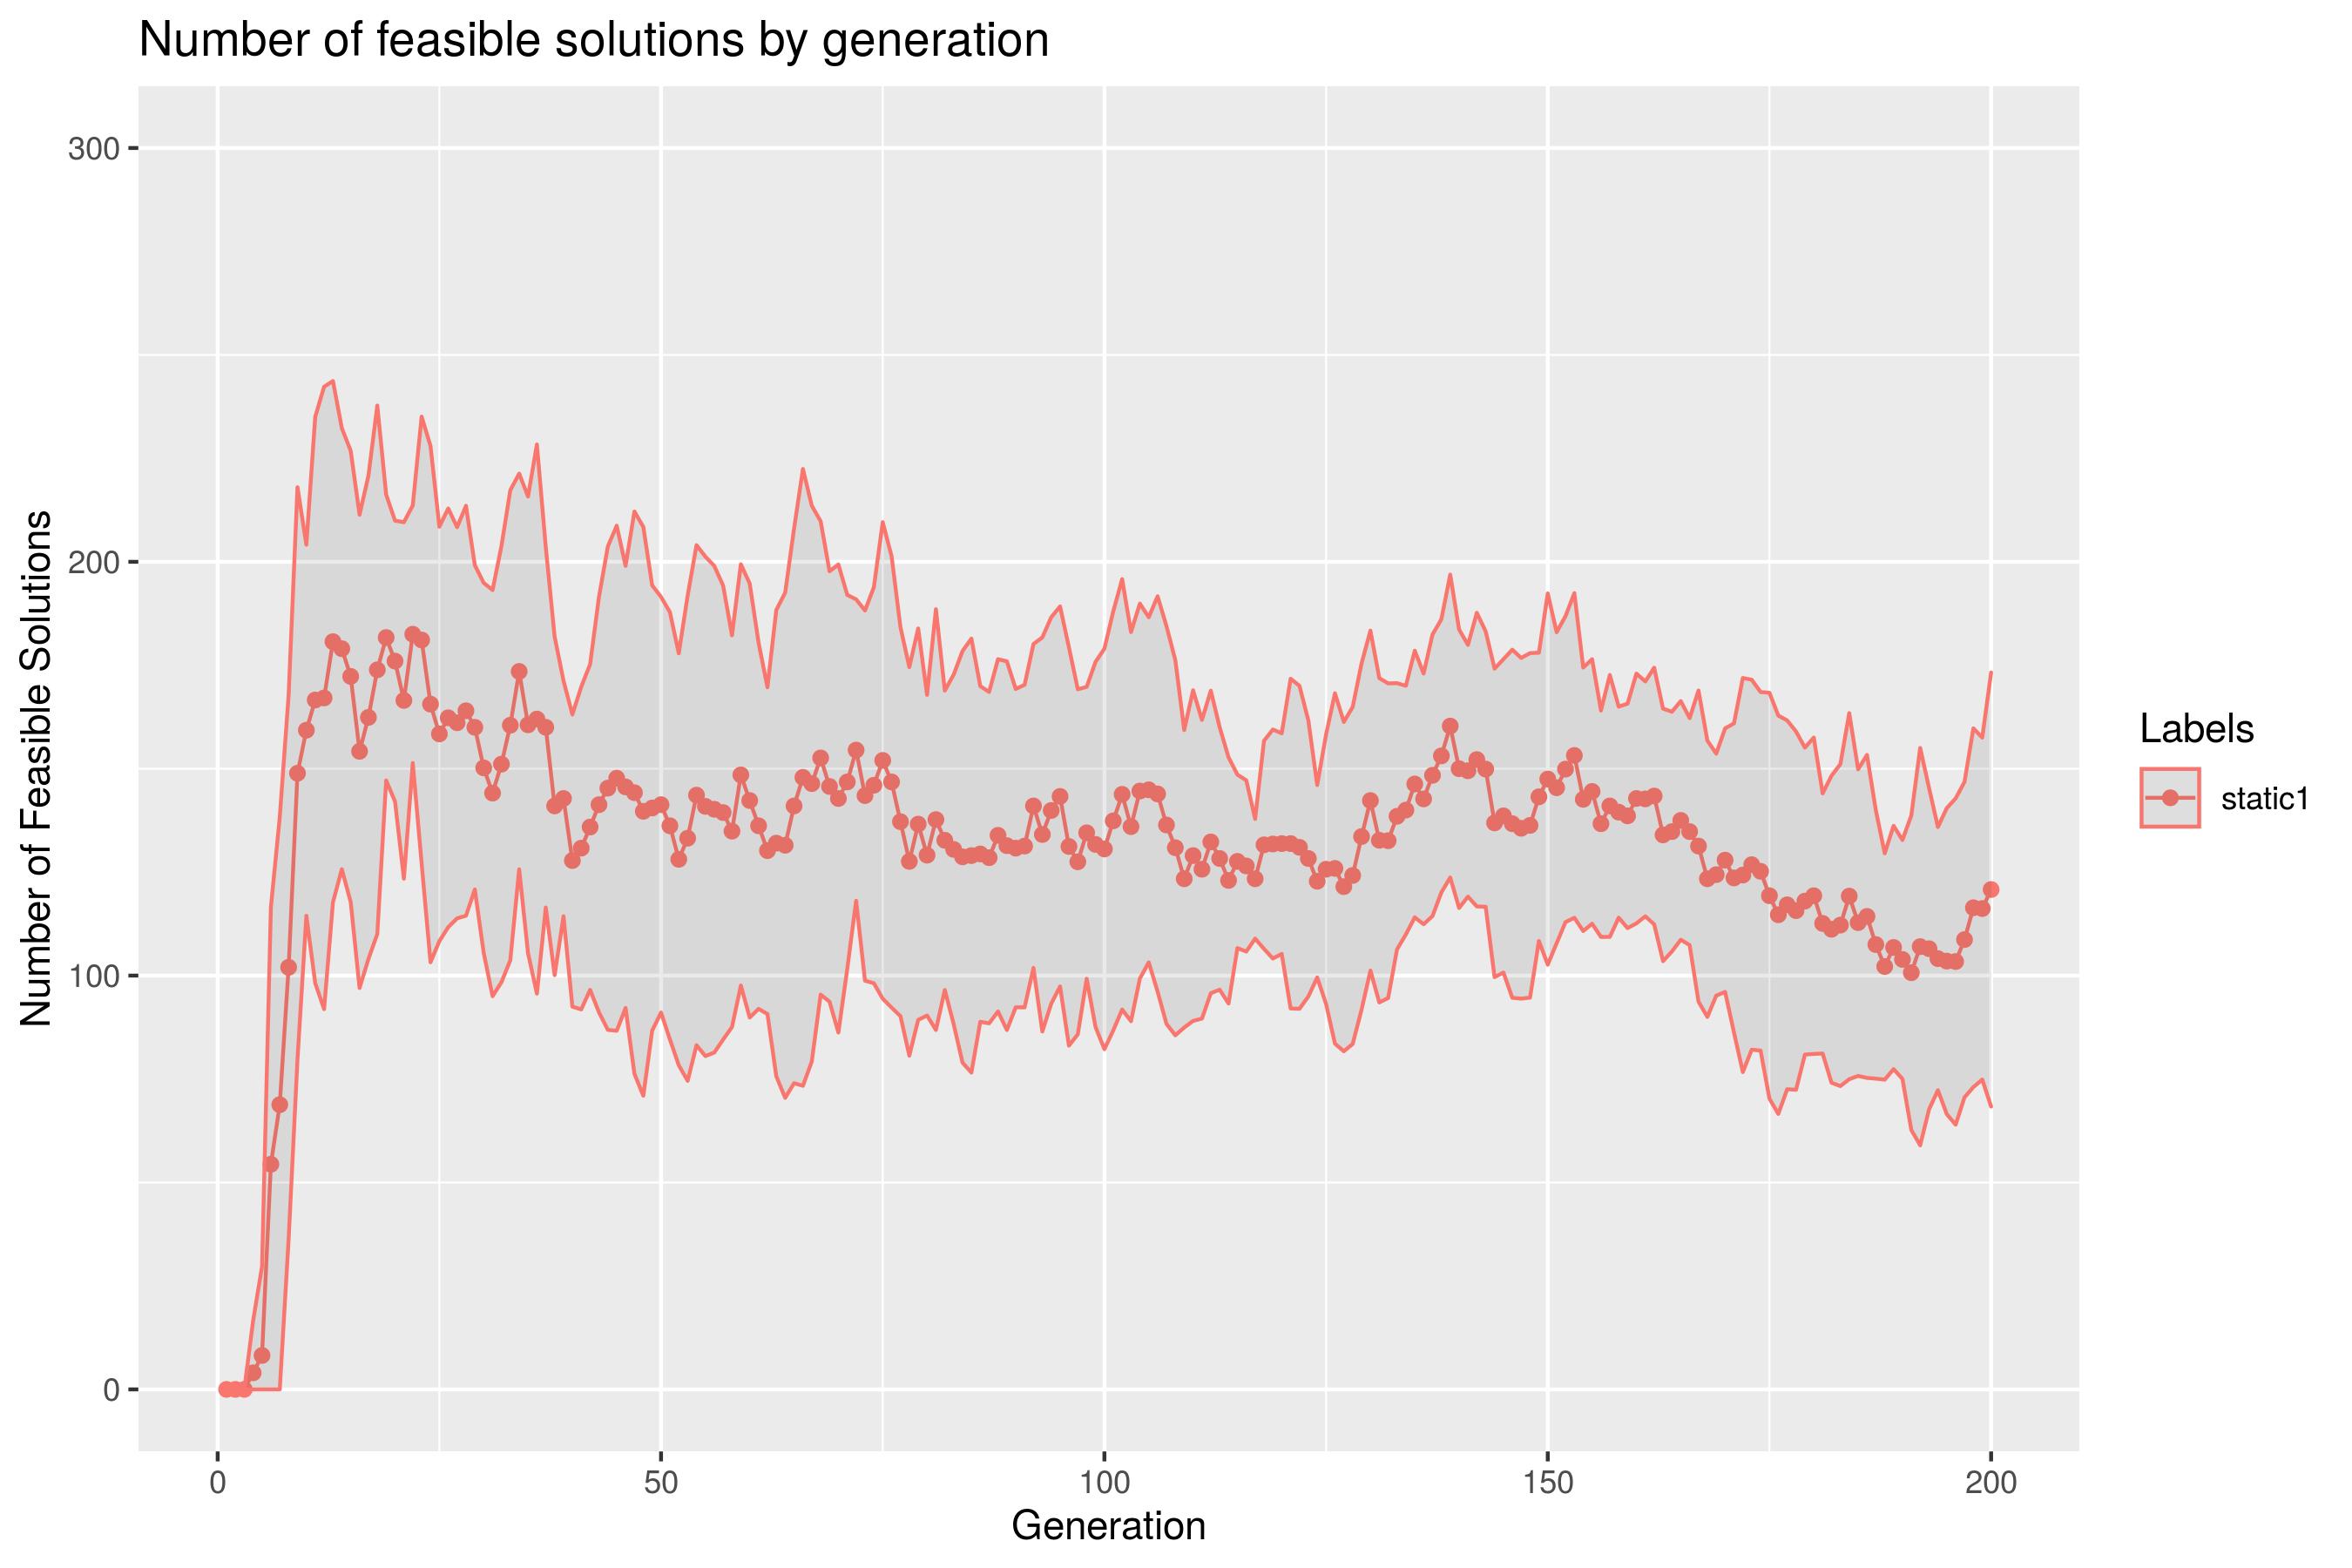 Number of feasible solutions by generation
300
200
100
0
Number of Feasible Solutions
0 50 100 150 200
Generation
Labels
static1